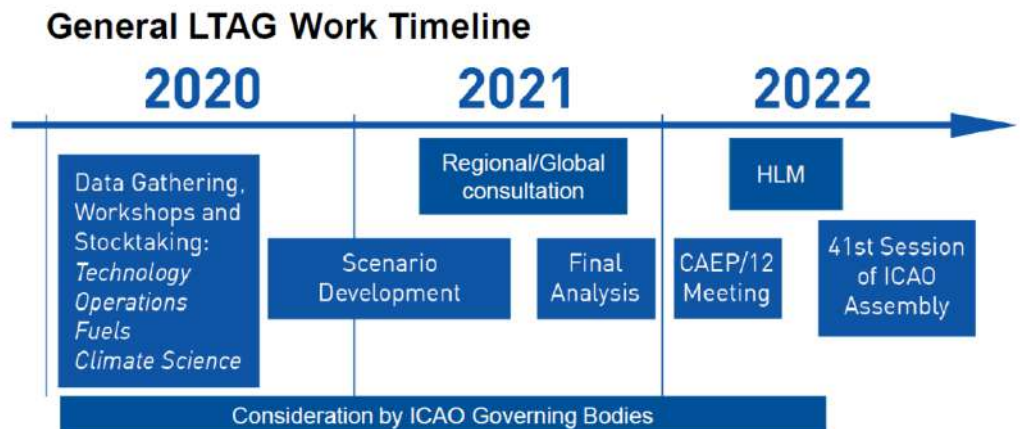 General LTAG Work Timeline
2020
2021
2022
Data Gathering,
Workshops and
Stocktaking:
Technology
Operations
Fuels
Climate Science
Regional/Global
consultation
HLM
Scenario
Development
Final
Analysis
CAEP/12
Meeting
41st Session
of ICAO
Assembly
Consideration by ICAO Governing Bodies